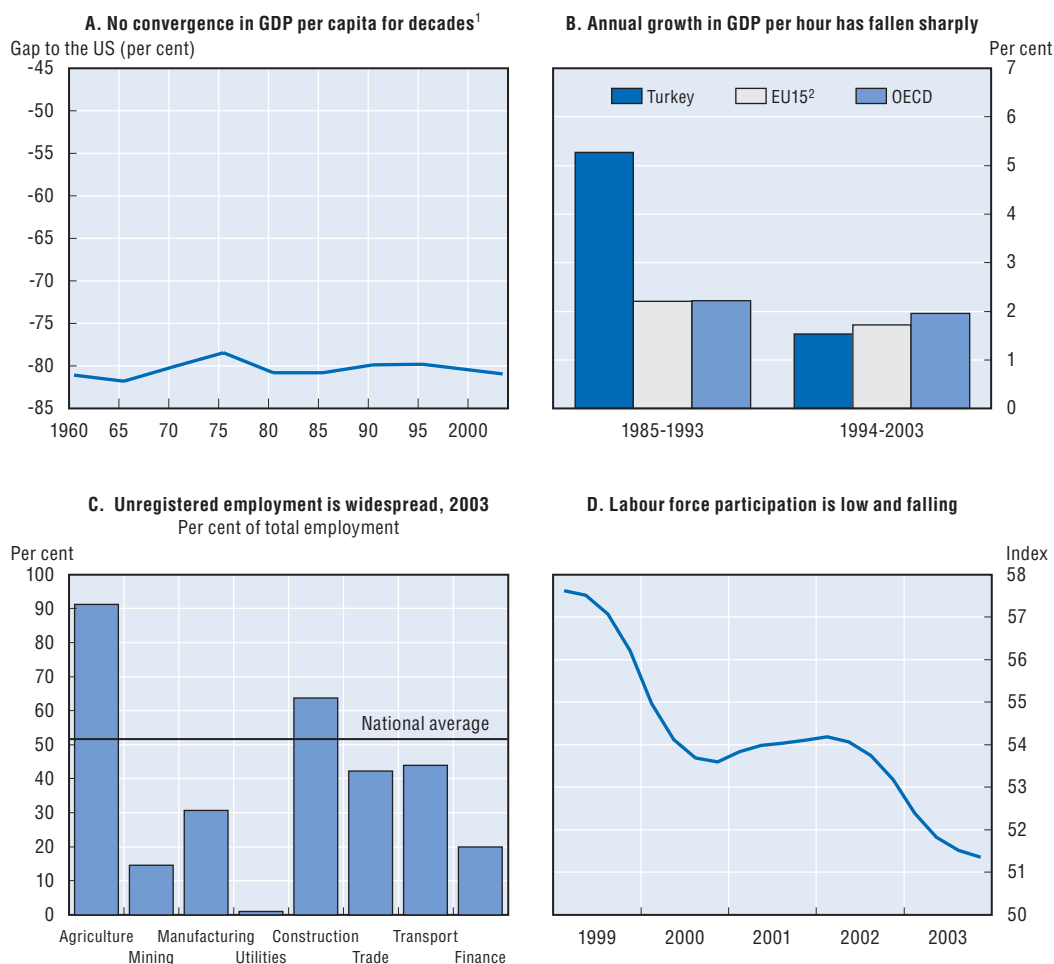 A. No convergence in GDP per capita for decades¹
Gap to the US (per cent)
-45
-50
-55
-60
-65
-70
-75
-80
-85
1960 65 70 75 80 85 90 95 2000
B. Annual growth in GDP per hour has fallen sharply
Per cent
7
6
5
4
3
2
1
0
Turkey EU15² OECD
1985-1993 1994-2003
C. Unregistered employment is widespread, 2003
Per cent of total employment
Per cent
100
90
80
70
60
50
40
30
20
10
0
National average
Agriculture Manufacturing Construction Transport
Mining Utilities Trade Finance
D. Labour force participation is low and falling
Index
58
57
56
55
54
53
52
51
50
1999 2000 2001 2002 2003